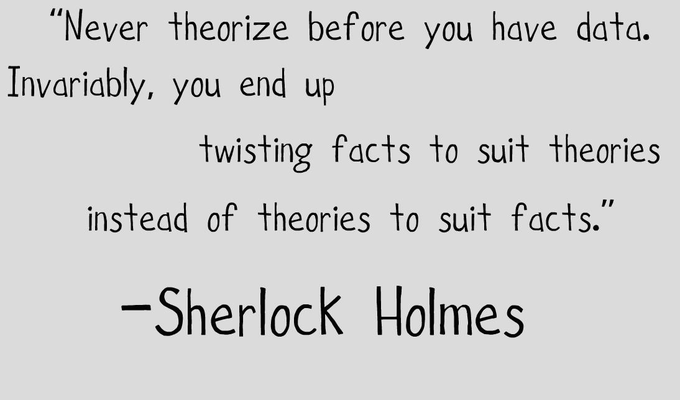 “Never theorize before you have data.
Invariably, you end up
twisting facts to suit theories
instead of theories to suit facts.”
–Sherlock Holmes